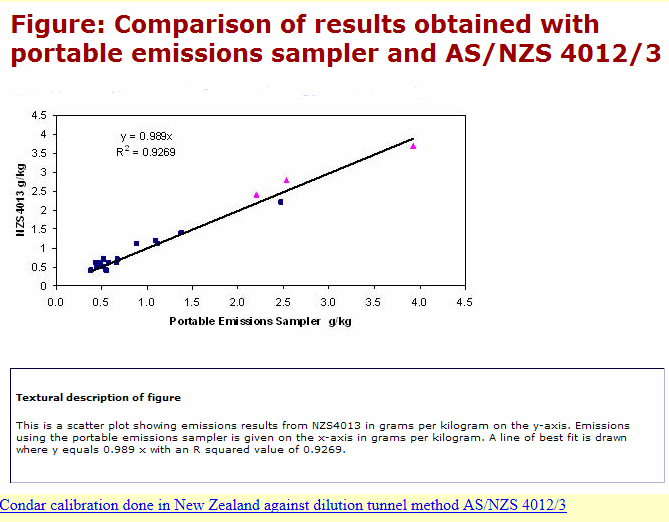 Figure: Comparison of results obtained with
portable emissions sampler and AS/NZS 4012/3
4.5
4
3.5
3
2.5
2
1.5
1
0.5
0
NZS4013 g/kg
y = 0.989x
R² = 0.9269
0.0 0.5 1.0 1.5 2.0 2.5 3.0 3.5 4.0 4.5
Portable Emissions Sampler g/kg
Textural description of figure
This is a scatter plot showing emissions results from NZS4013 in grams per kilogram on the y-axis. Emissions
using the portable emissions sampler is given on the x-axis in grams per kilogram. A line of best fit is drawn
where y equals 0.989 x with an R squared value of 0.9269.
Condar calibration done in New Zealand against dilution tunnel method AS/NZS 4012/3